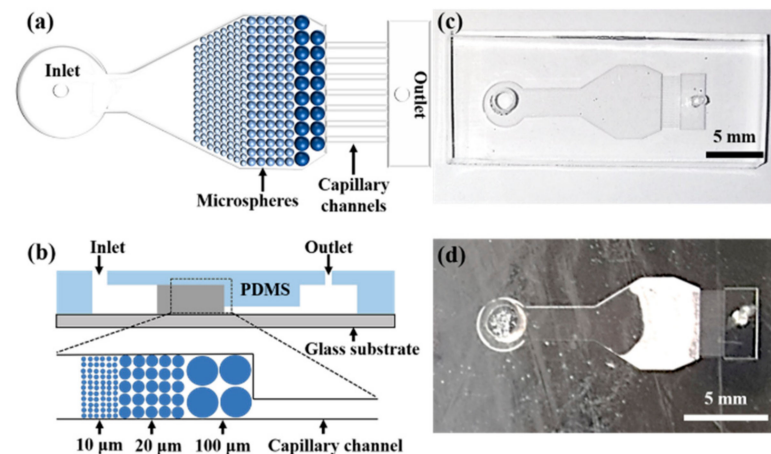 (a)
Inlet
Outlet
Microspheres
Capillary
channels
(b)
Inlet
Outlet
PDMS
Glass substrate
10 μm
20 μm
100 μm
Capillary channel
(c)
5 mm
(d)
5 mm